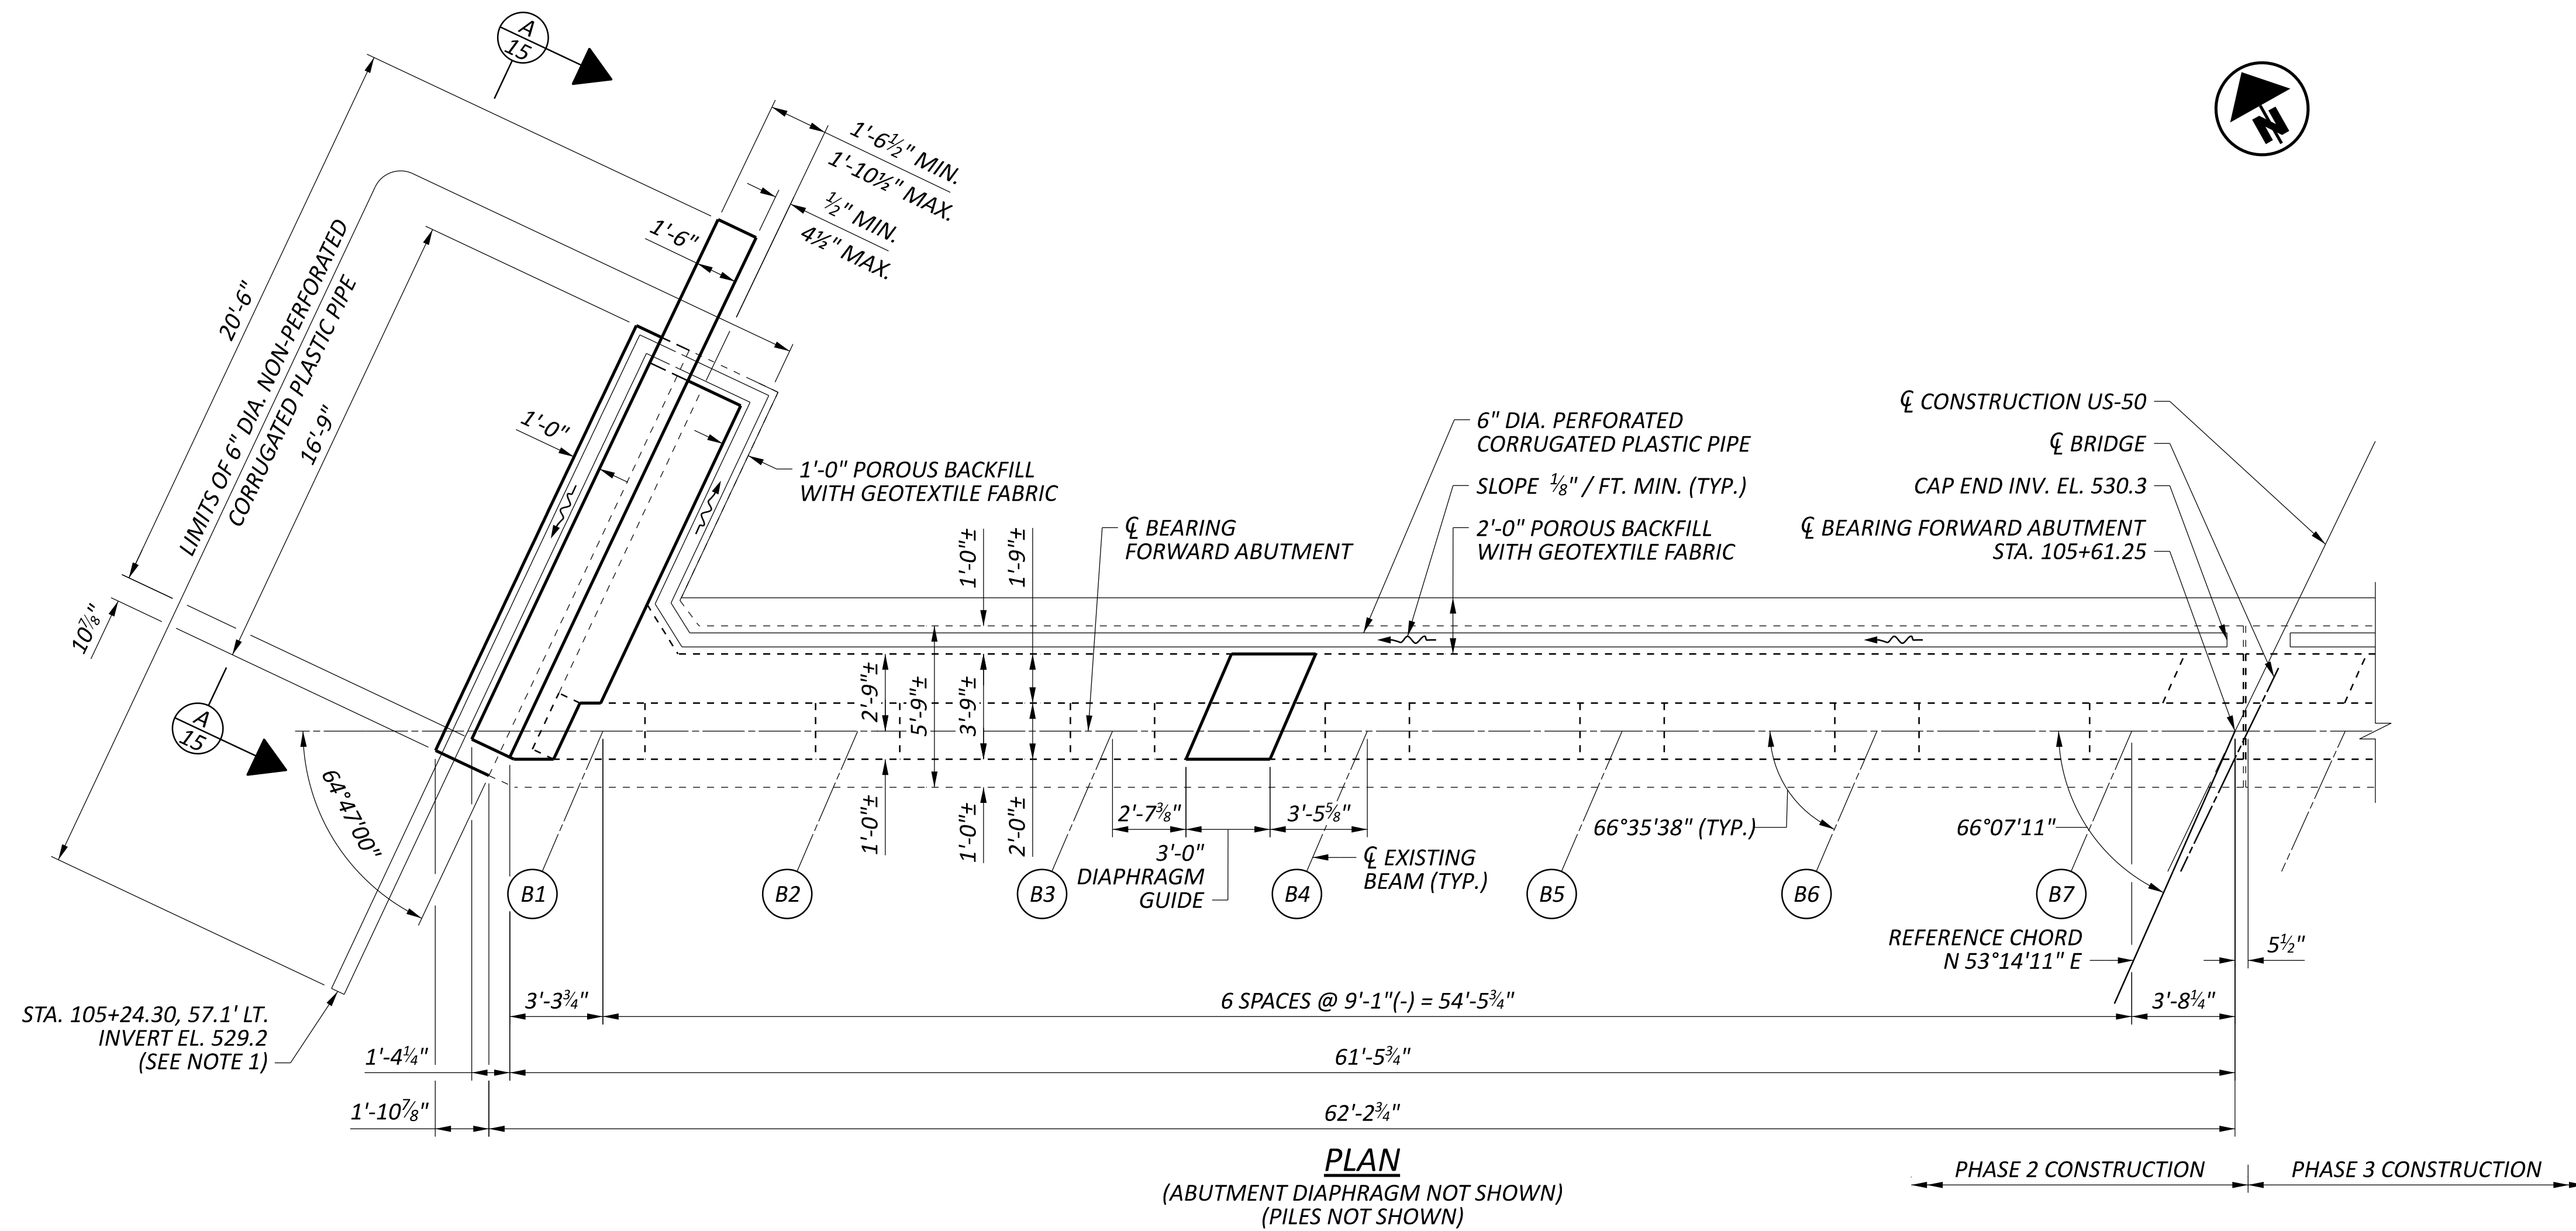 A
15
N
1'-6½" MIN.
1'-10½" MAX.
½" MIN.
4½" MAX.
1'-6"
20'-6"
LIMITS OF 6" DIA. NON-PERFORATED
CORRUGATED PLASTIC PIPE
16'-9"
1'-0"
10⅞"
1'-0" POROUS BACKFILL
WITH GEOTEXTILE FABRIC
6" DIA. PERFORATED
CORRUGATED PLASTIC PIPE
SLOPE ⅛" / FT. MIN. (TYP.)
2'-0" POROUS BACKFILL
WITH GEOTEXTILE FABRIC
℄ CONSTRUCTION US-50
℄ BRIDGE
CAP END INV. EL. 530.3
℄ BEARING FORWARD ABUTMENT
STA. 105+61.25
℄ BEARING
FORWARD ABUTMENT
1'-0"±
1'-9"±
2'-9"±
5'-9"±
3'-9"±
1'-0"±
1'-0"±
2'-0"±
A
15
64°47'00"
2'-7⅜"
3'-5⅝"
3'-0"
DIAPHRAGM
GUIDE
℄ EXISTING
BEAM (TYP.)
66°35'38" (TYP.)
66°07'11"
B1
B2
B3
B4
B5
B6
B7
REFERENCE CHORD
N 53°14'11" E
5½"
STA. 105+24.30, 57.1' LT.
INVERT EL. 529.2
(SEE NOTE 1)
3'-3¾"
6 SPACES @ 9'-1"(-) = 54'-5¾"
3'-8¼"
1'-4¼"
61'-5¾"
1'-10⅞"
62'-2¾"
PLAN
(ABUTMENT DIAPHRAGM NOT SHOWN)
(PILES NOT SHOWN)
PHASE 2 CONSTRUCTION
PHASE 3 CONSTRUCTION